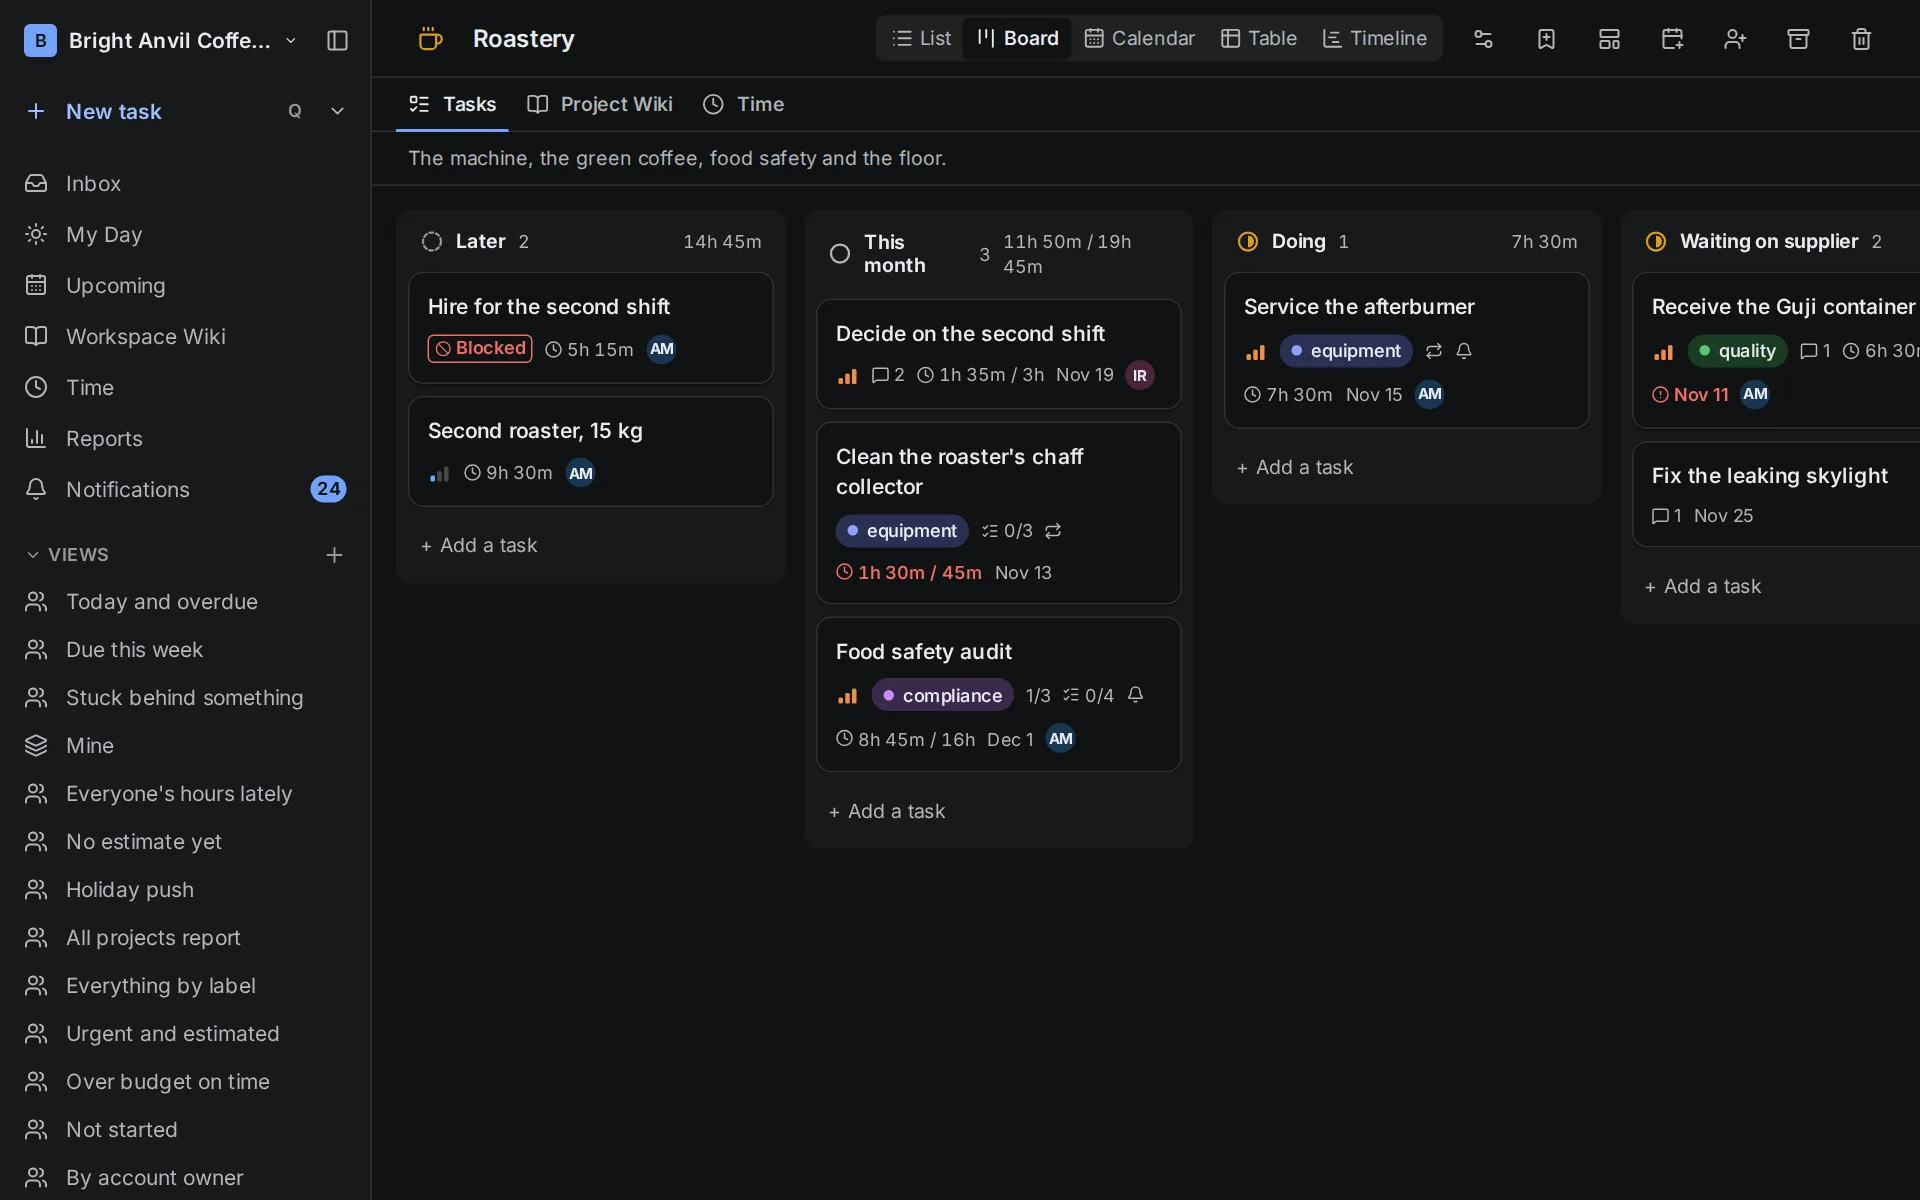 B Bright Anvil Coffe...
New task Q
Inbox
My Day
Upcoming
Workspace Wiki
Time
Reports
Notifications 24
VIEWS
Today and overdue
Due this week
Stuck behind something
Mine
Everyone's hours lately
No estimate yet
Holiday push
All projects report
Everything by label
Urgent and estimated
Over budget on time
Not started
By account owner
Roastery
List Board Calendar Table Timeline
Tasks Project Wiki Time
The machine, the green coffee, food safety and the floor.
Later 2 14h 45m
Hire for the second shift
Blocked 5h 15m AM
Second roaster, 15 kg
9h 30m AM
+ Add a task
This month 3 11h 50m / 19h 45m
Decide on the second shift
2 1h 35m / 3h Nov 19 IR
Clean the roaster's chaff
collector
equipment 0/3
1h 30m / 45m Nov 13
Food safety audit
compliance 1/3 0/4
8h 45m / 16h Dec 1 AM
+ Add a task
Doing 1 7h 30m
Service the afterburner
equipment
7h 30m Nov 15 AM
+ Add a task
Waiting on supplier 2
Receive the Guji container
quality 1 6h 30m
Nov 11 AM
Fix the leaking skylight
1 Nov 25
+ Add a task